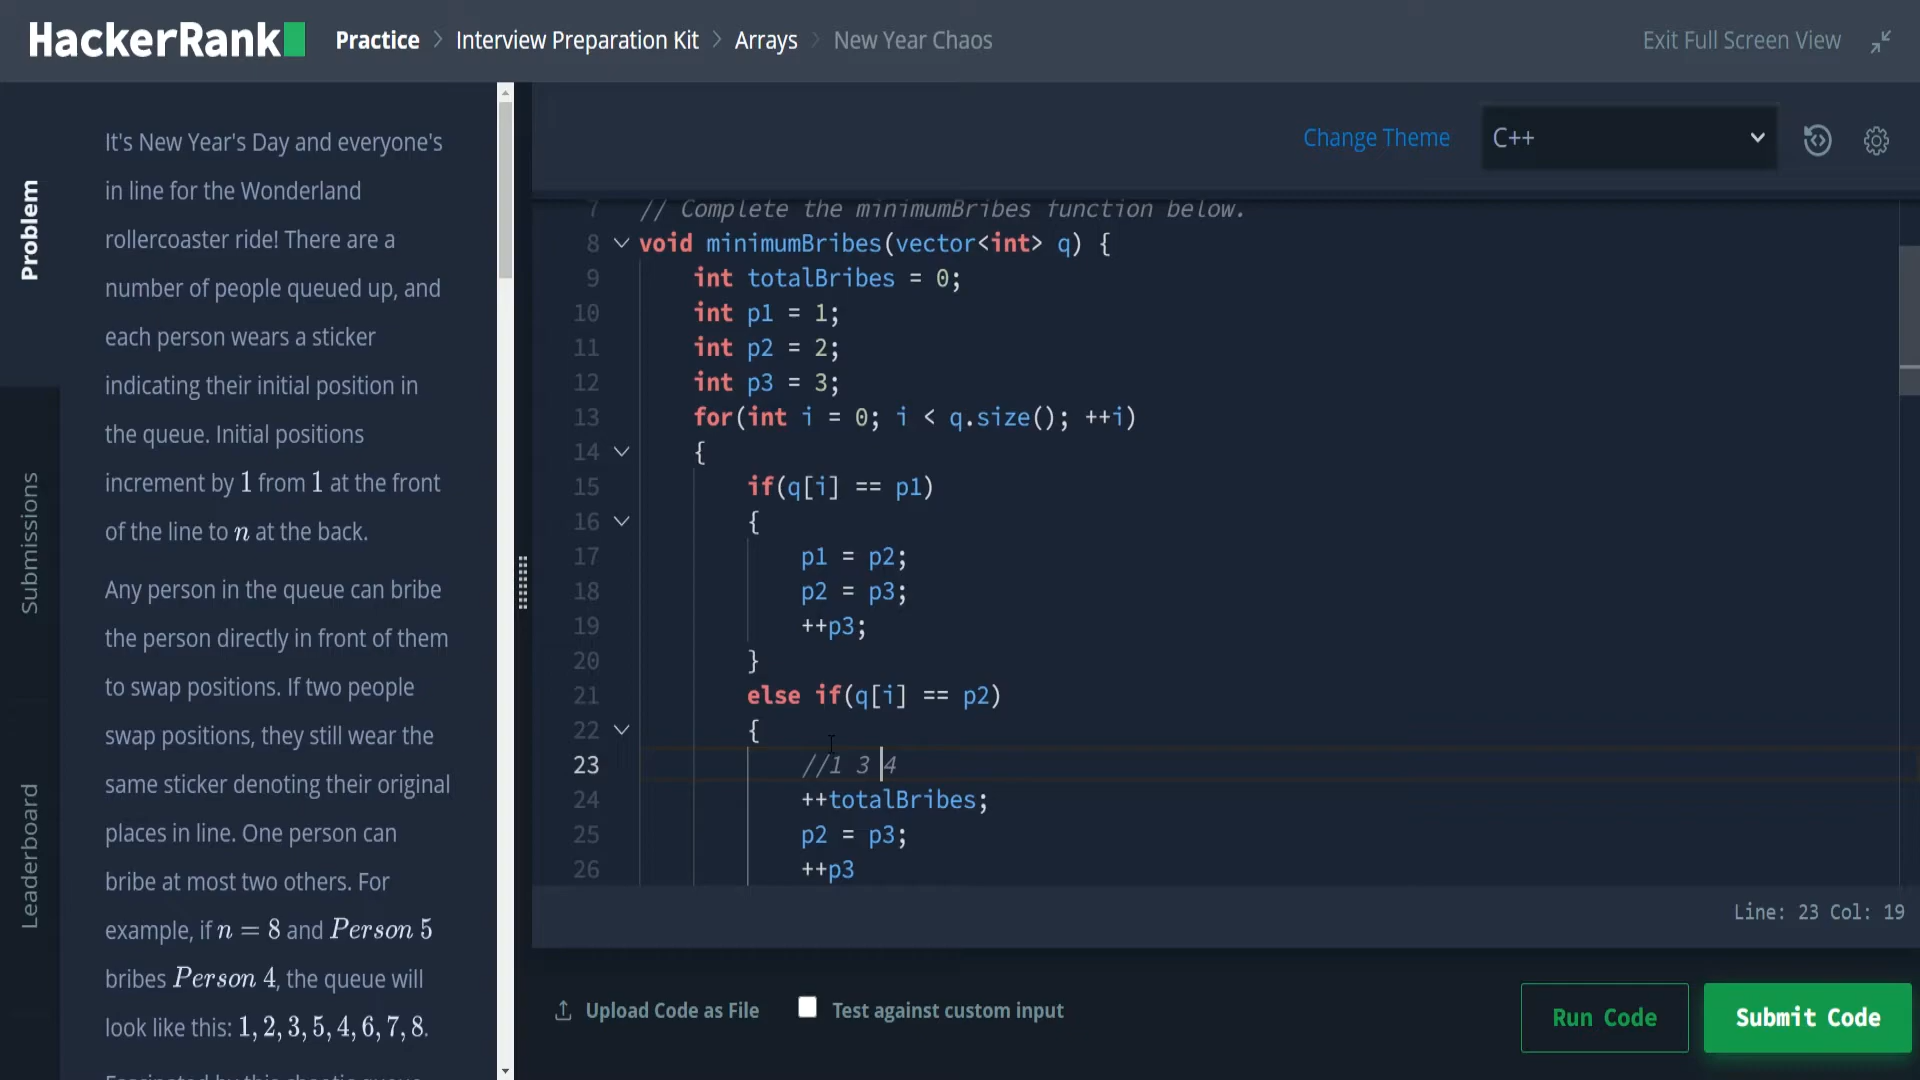 HackerRank
Practice > Interview Preparation Kit > Arrays > New Year Chaos
Exit Full Screen View
Problem
Submissions
Leaderboard
It's New Year's Day and everyone's
in line for the Wonderland
rollercoaster ride! There are a
number of people queued up, and
each person wears a sticker
indicating their initial position in
the queue. Initial positions
increment by 1 from 1 at the front
of the line to n at the back.
Any person in the queue can bribe
the person directly in front of them
to swap positions. If two people
swap positions, they still wear the
same sticker denoting their original
places in line. One person can
bribe at most two others. For
example, if n = 8 and Person 5
bribes Person 4, the queue will
look like this: 1, 2, 3, 5, 4, 6, 7, 8.
Fascinated by this chaotic queue
Change Theme
C++
7 // Complete the minimumBribes function below.
8 void minimumBribes(vector<int> q) {
9 int totalBribes = 0;
10 int p1 = 1;
11 int p2 = 2;
12 int p3 = 3;
13 for(int i = 0; i < q.size(); ++i)
14 {
15 if(q[i] == p1)
16 {
17 p1 = p2;
18 p2 = p3;
19 ++p3;
20 }
21 else if(q[i] == p2)
22 {
23 //1 3 4
24 ++totalBribes;
25 p2 = p3;
26 ++p3
Line: 23 Col: 19
Upload Code as File
Test against custom input
Run Code
Submit Code